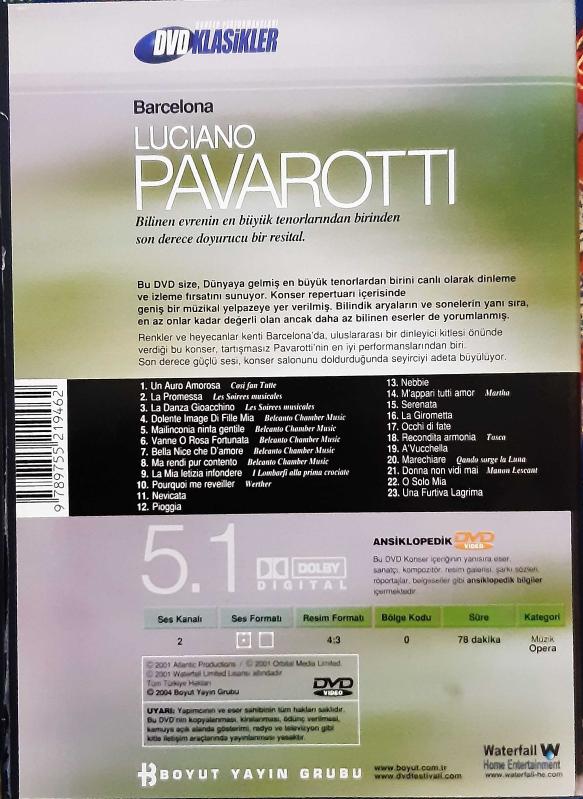 KONSER PERFORMANSLARI
DVD KLASİKLER
Barcelona
LUCIANO
PAVAROTTI
Bilinen evrenin en büyük tenorlarından birinden
son derece doyurucu bir resital.
Bu DVD size, Dünyaya gelmiş en büyük tenorlardan birini canlı olarak dinleme
ve izleme fırsatını sunuyor. Konser repertuarı içerisinde
geniş bir müzikal yelpazeye yer verilmiş. Bilindik aryaların ve sonelerin yanı sıra,
en az onlar kadar değerli olan ancak daha az bilinen eserler de yorumlanmış.
Renkler ve heyecanlar kenti Barcelona'da, uluslararası bir dinleyici kitlesi önünde
verdiği bu konser, tartışmasız Pavarotti'nin en iyi performanslarından biri.
Son derece güçlü sesi, konser salonunu doldurduğunda seyirciyi adeta büyülüyor.
1. Un Auro Amorosa Cosi fan Tutte
2. La Promessa Les Soirees musicales
3. La Danza Gioacchino Les Soirees musicales
4. Dolente Image Di Fille Mia Belcanto Chamber Music
5. Mailinconia ninfa gentile Belcanto Chamber Music
6. Vanne O Rosa Fortunata Belcanto Chamber Music
7. Bella Nice che D'amore Belcanto Chamber Music
8. Ma rendi pur contento Belcanto Chamber Music
9. La Mia letizia infondere I Lombarfi alla prima crociate
10. Pourquoi me reveiller Werther
11. Nevicata
12. Pioggia
13. Nebbie
14. M'appari tutti amor Martha
15. Serenata
16. La Girometta
17. Occhi di fate
18. Recondita armonia Tosca
19. A'Vucchella
20. Marechiare Qando sorge la Luna
21. Donna non vidi mai Manon Lescant
22. O Solo Mia
23. Una Furtiva Lagrima
9 789755 219462
5.1 DOLBY
DIGITAL
ANSİKLOPEDİK DVD
VIDEO
Bu DVD Konser içeriğinin yanısıra eser,
sanatçı, kompozitör, resim galerisi, şarkı sözleri,
röportajlar, belgeseller gibi ansiklopedik bilgiler
içermektedir.
Ses Kanalı Ses Formatı Resim Formatı Bölge Kodu Süre Kategori
2 4:3 0 78 dakika Müzik
Opera
© 2001 Atlantic Productions / © 2001 Orbital Media Limited.
© 2001 Waterfall Limited Lisansı altındadır
Tüm Türkiye Hakları
© 2004 Boyut Yayın Grubu
DVD
VIDEO
UYARI: Yapımcının ve eser sahibinin tüm hakları saklıdır.
Bu DVD'nin kopyalanması, kiralanması, ödünç verilmesi,
kamuya açık alanda gösterimi, radyo ve televizyon gibi
kitle iletişim araçlarında yayınlanması yasaktır.
BOYUT YAYIN GRUBU
www.boyut.com.tr
www.dvdfestivali.com
Waterfall W
Home Entertainment
www.waterfall-he.com